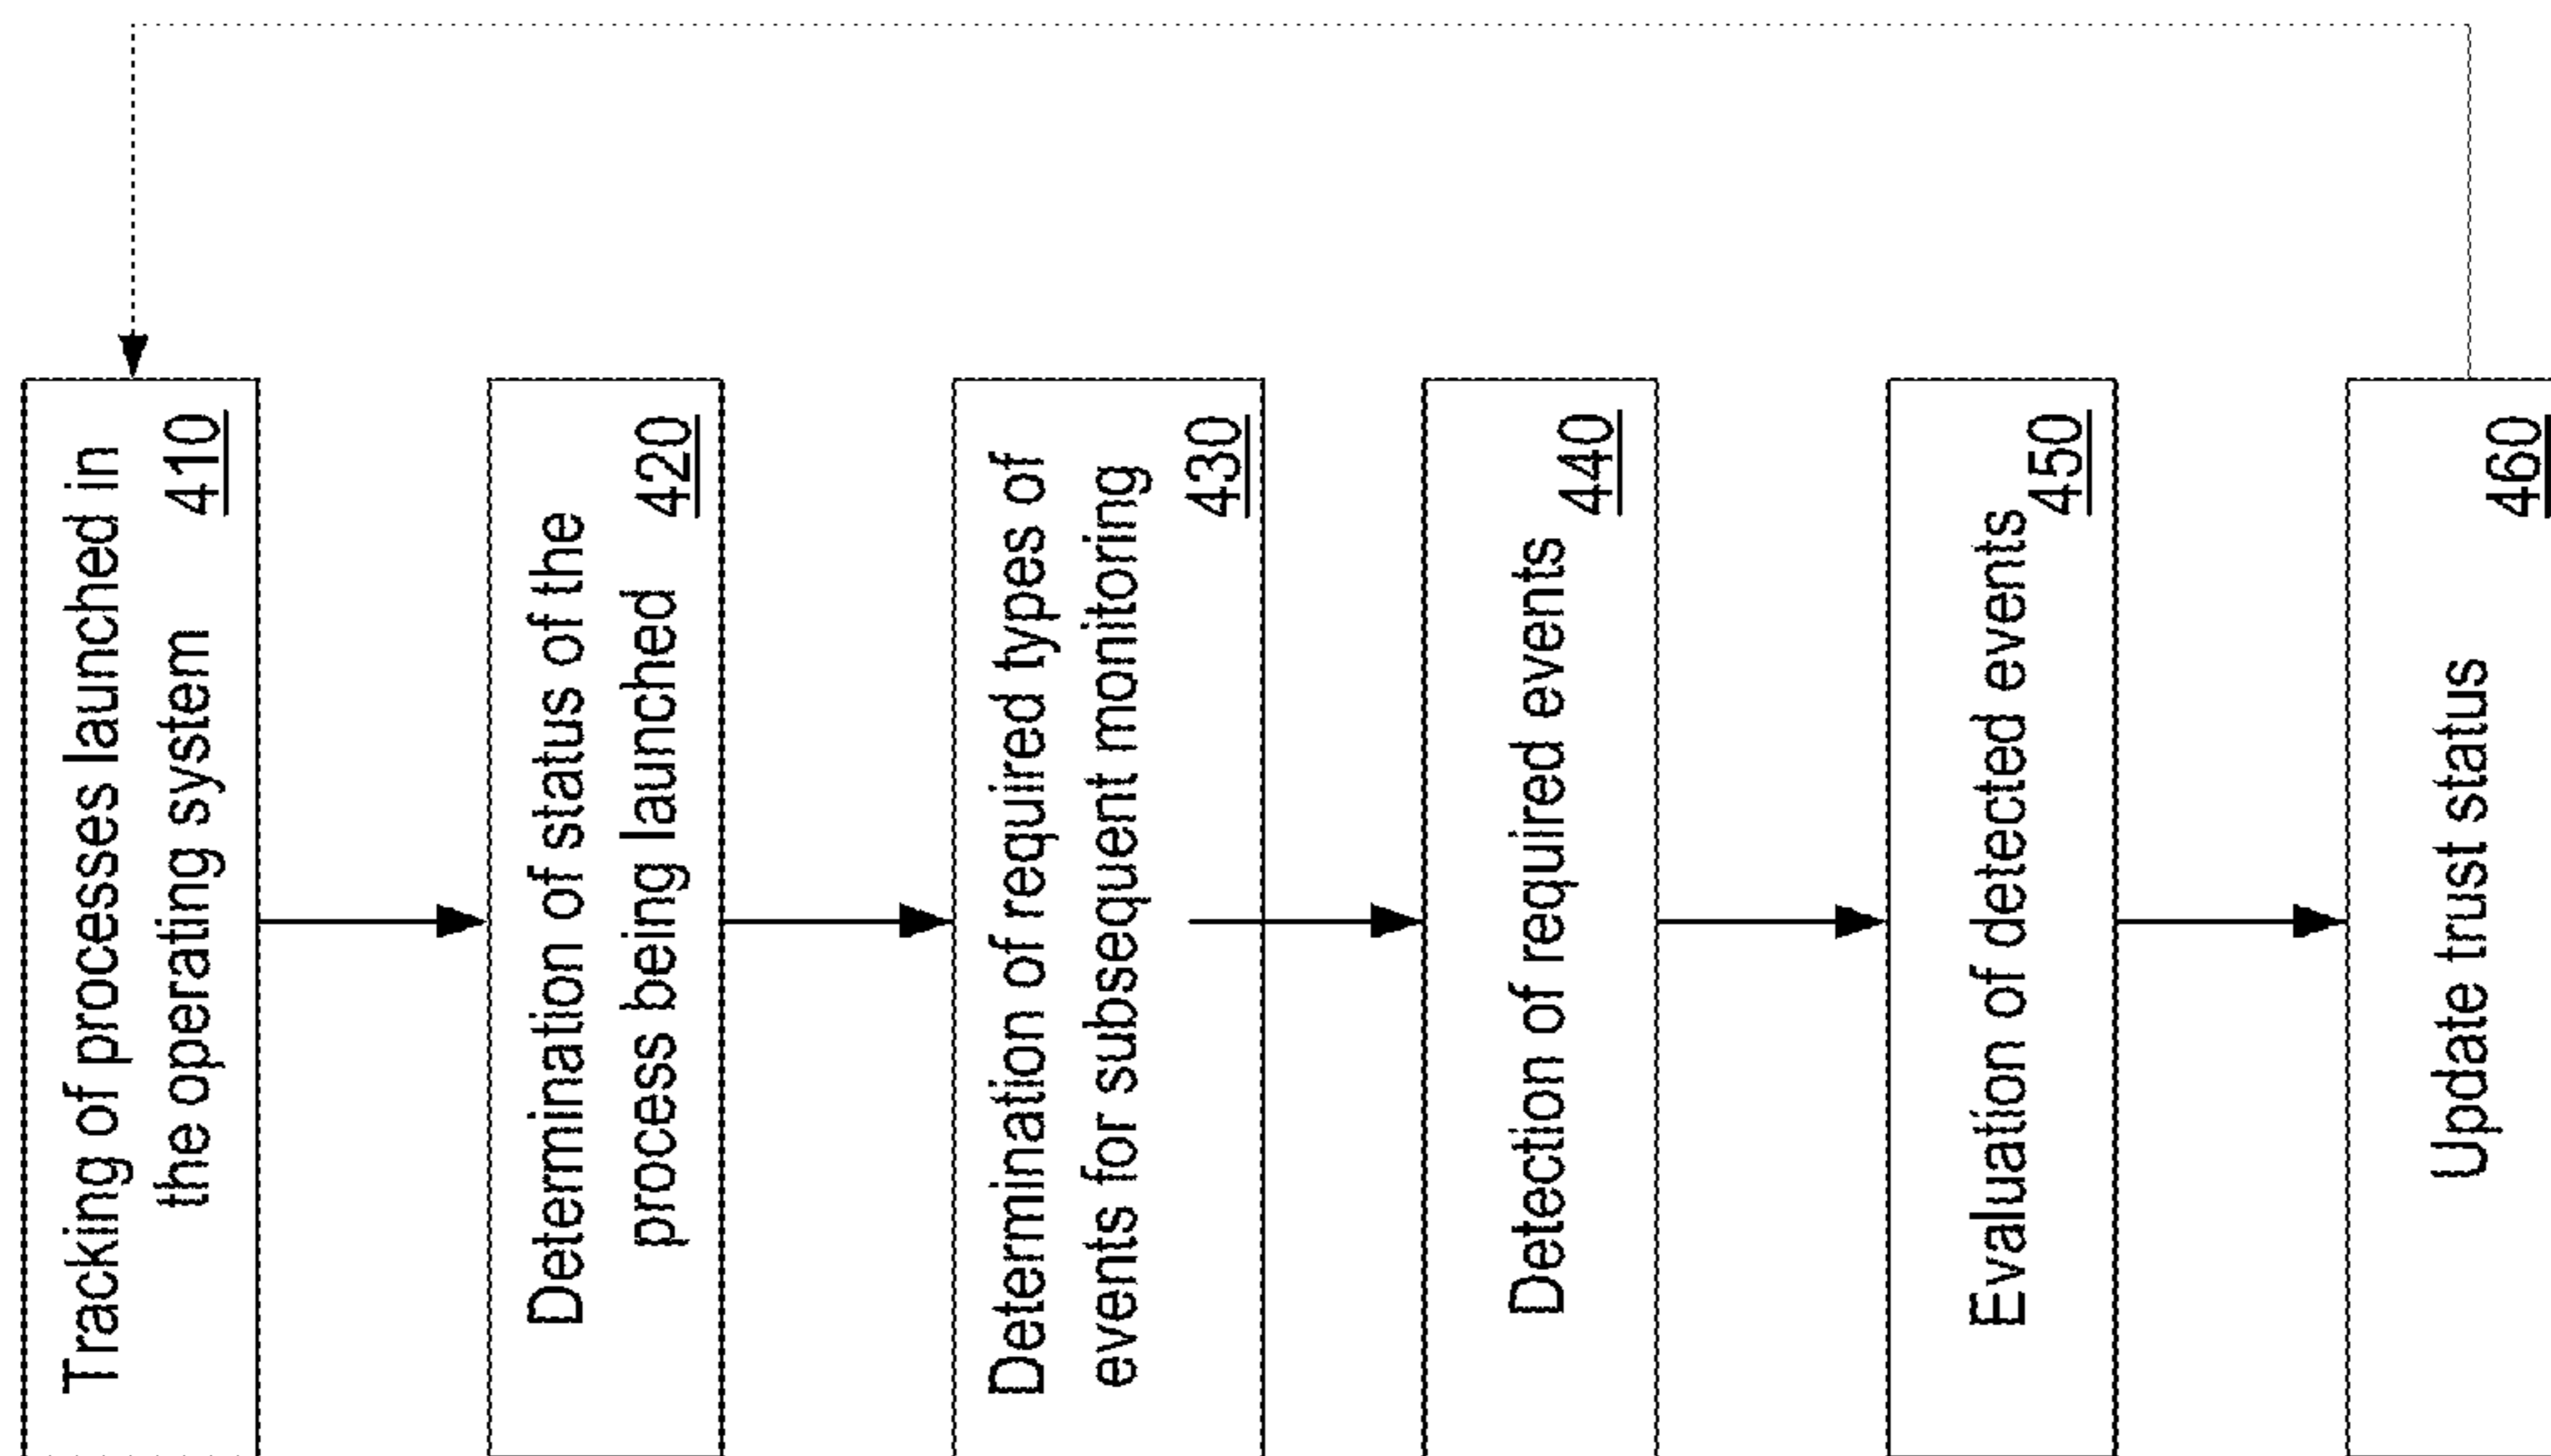 Tracking of processes launched in
the operating system 410
Determination of status of the
process being launched 420
Determination of required types of
events for subsequent monitoring
430
Detection of required events
440
Evaluation of detected events
450
Update trust status
460